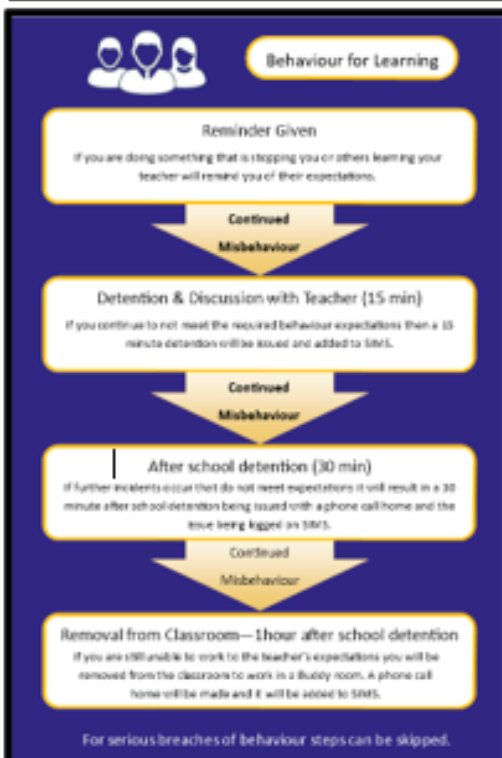 Behaviour for Learning
Reminder Given
If you are doing something that is stopping you or others learning your
teacher will remind you of their expectations.
Continued
Misbehaviour
Detention & Discussion with Teacher (15 min)
If you continue to not meet the required behaviour expectations then a 15
minute detention will be issued and added to SIMS.
Continued
Misbehaviour
After school detention (30 min)
If further incidents occur that do not meet expectations it will result in a 30
minute after school detention being issued with a phone call home and the
issue being logged on SIMS.
Continued
Misbehaviour
Removal from Classroom—1hour after school detention
If you are still unable to work to the teacher's expectations you will be
removed from the classroom to work in a Buddy room. A phone call
home will be made and it will be added to SIMS.
For serious breaches of behaviour steps can be skipped.